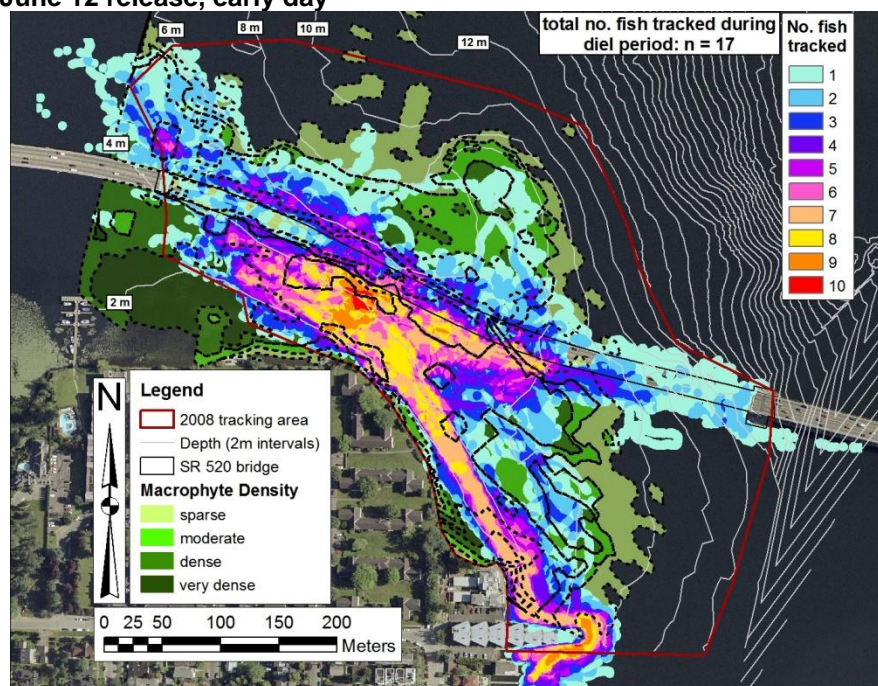 June 12 release, early day
6 m
8 m
10 m
12 m
total no. fish tracked during
diel period: n = 17
No. fish
tracked
1
2
3
4
5
6
7
8
9
10
4 m
2 m
N
Legend
2008 tracking area
Depth (2m intervals)
SR 520 bridge
Macrophyte Density
sparse
moderate
dense
very dense
0 25 50 100 150 200
Meters